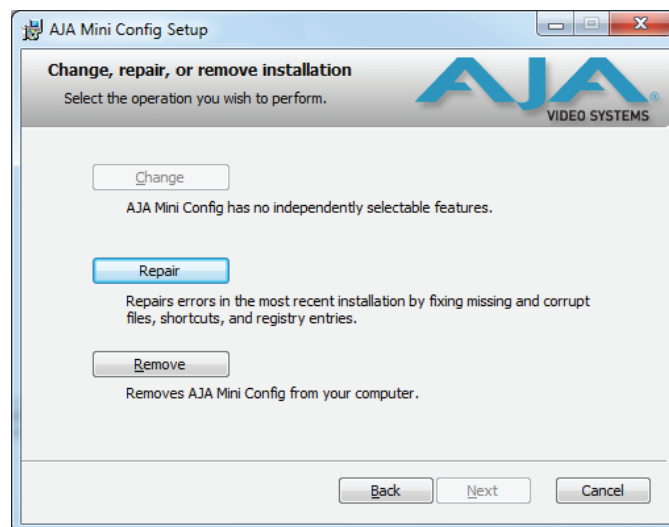 AJA Mini Config Setup
Change, repair, or remove installation
Select the operation you wish to perform.
AJA®
VIDEO SYSTEMS
Change
AJA Mini Config has no independently selectable features.
Repair
Repairs errors in the most recent installation by fixing missing and corrupt
files, shortcuts, and registry entries.
Remove
Removes AJA Mini Config from your computer.
Back
Next
Cancel